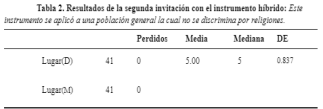 Tabla 2. Resultados de la segunda invitación con el instrumento híbrido: Este
instrumento se aplicó a una población general la cual no se discrimina por religiones.
Perdidos Media Mediana DE
Lugar(D) 41 0 5.00 5 0.837
Lugar(M) 41 0